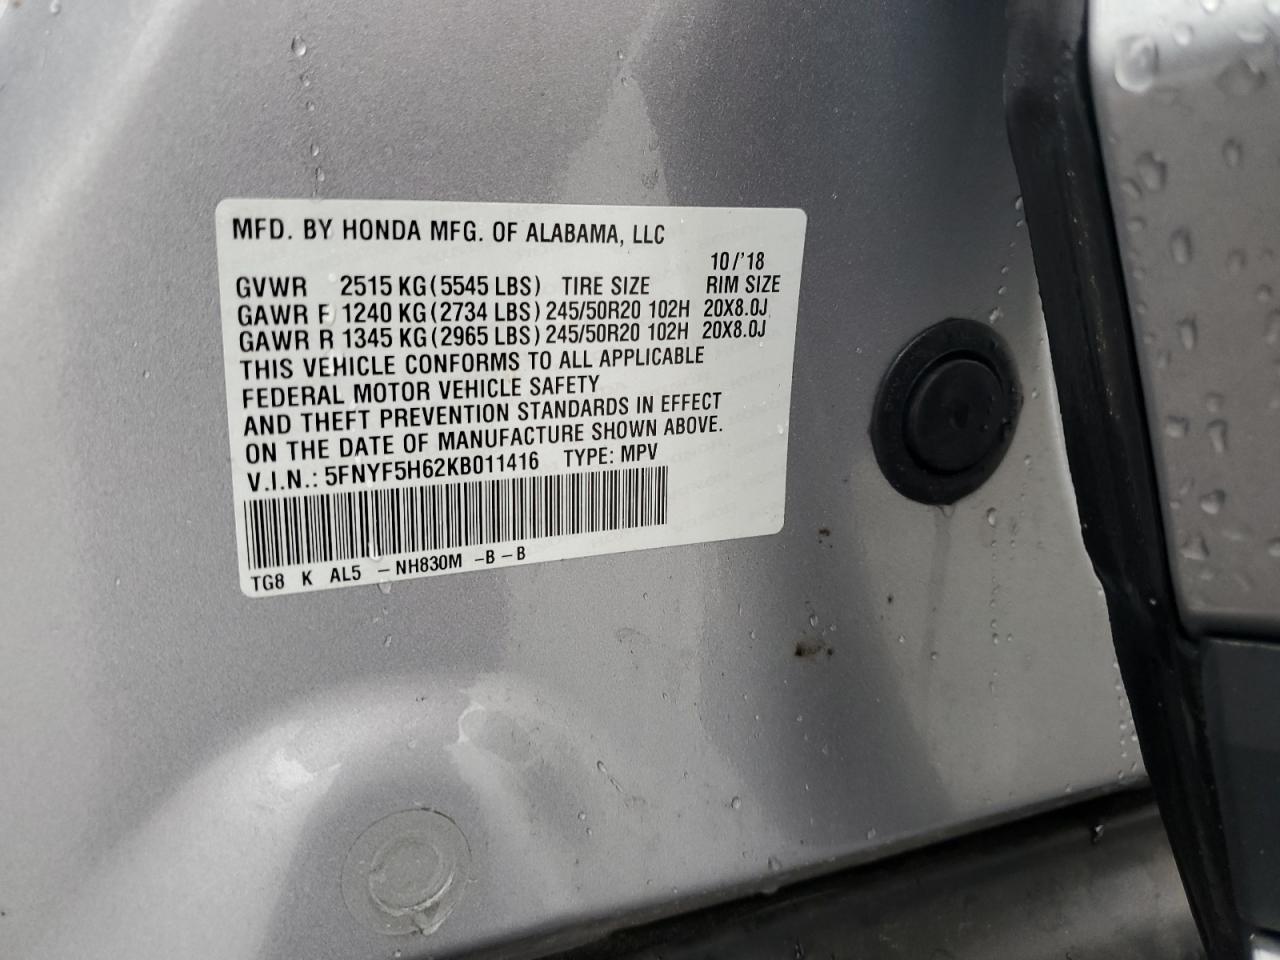 MFD. BY HONDA MFG. OF ALABAMA, LLC
10/'18
GVWR 2515 KG (5545 LBS) TIRE SIZE RIM SIZE
GAWR F 1240 KG (2734 LBS) 245/50R20 102H 20X8.0J
GAWR R 1345 KG (2965 LBS) 245/50R20 102H 20X8.0J
THIS VEHICLE CONFORMS TO ALL APPLICABLE
FEDERAL MOTOR VEHICLE SAFETY
AND THEFT PREVENTION STANDARDS IN EFFECT
ON THE DATE OF MANUFACTURE SHOWN ABOVE.
V.I.N.: 5FNYF5H62KB011416 TYPE: MPV
TG8 K AL5 - NH830M - B - B